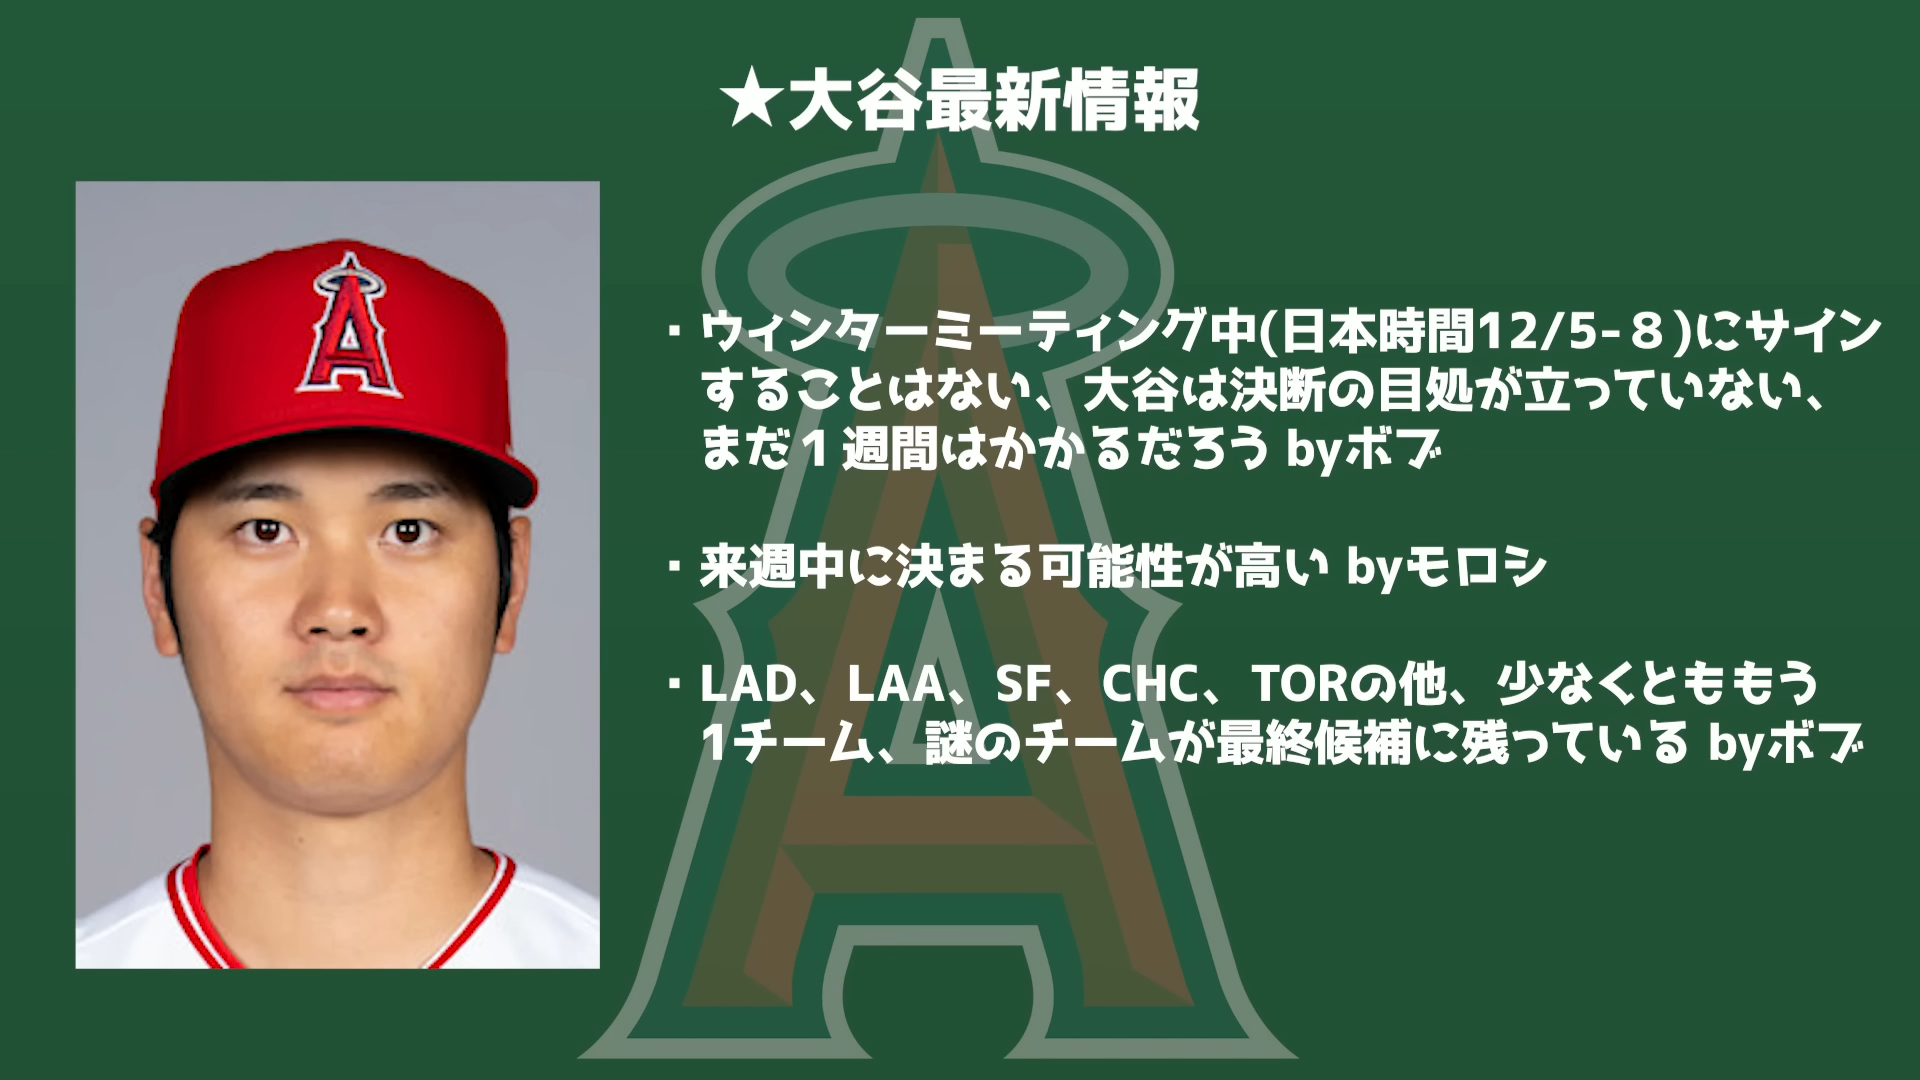 ★大谷最新情報
・ウィンターミーティング中(日本時間12/5-８)にサイン
することはない、大谷は決断の目処が立っていない、
まだ１週間はかかるだろう byボブ
・来週中に決まる可能性が高い byモロシ
・LAD、LAA、SF、CHC、TORの他、少なくとももう
1チーム、謎のチームが最終候補に残っている byボブ
A
A